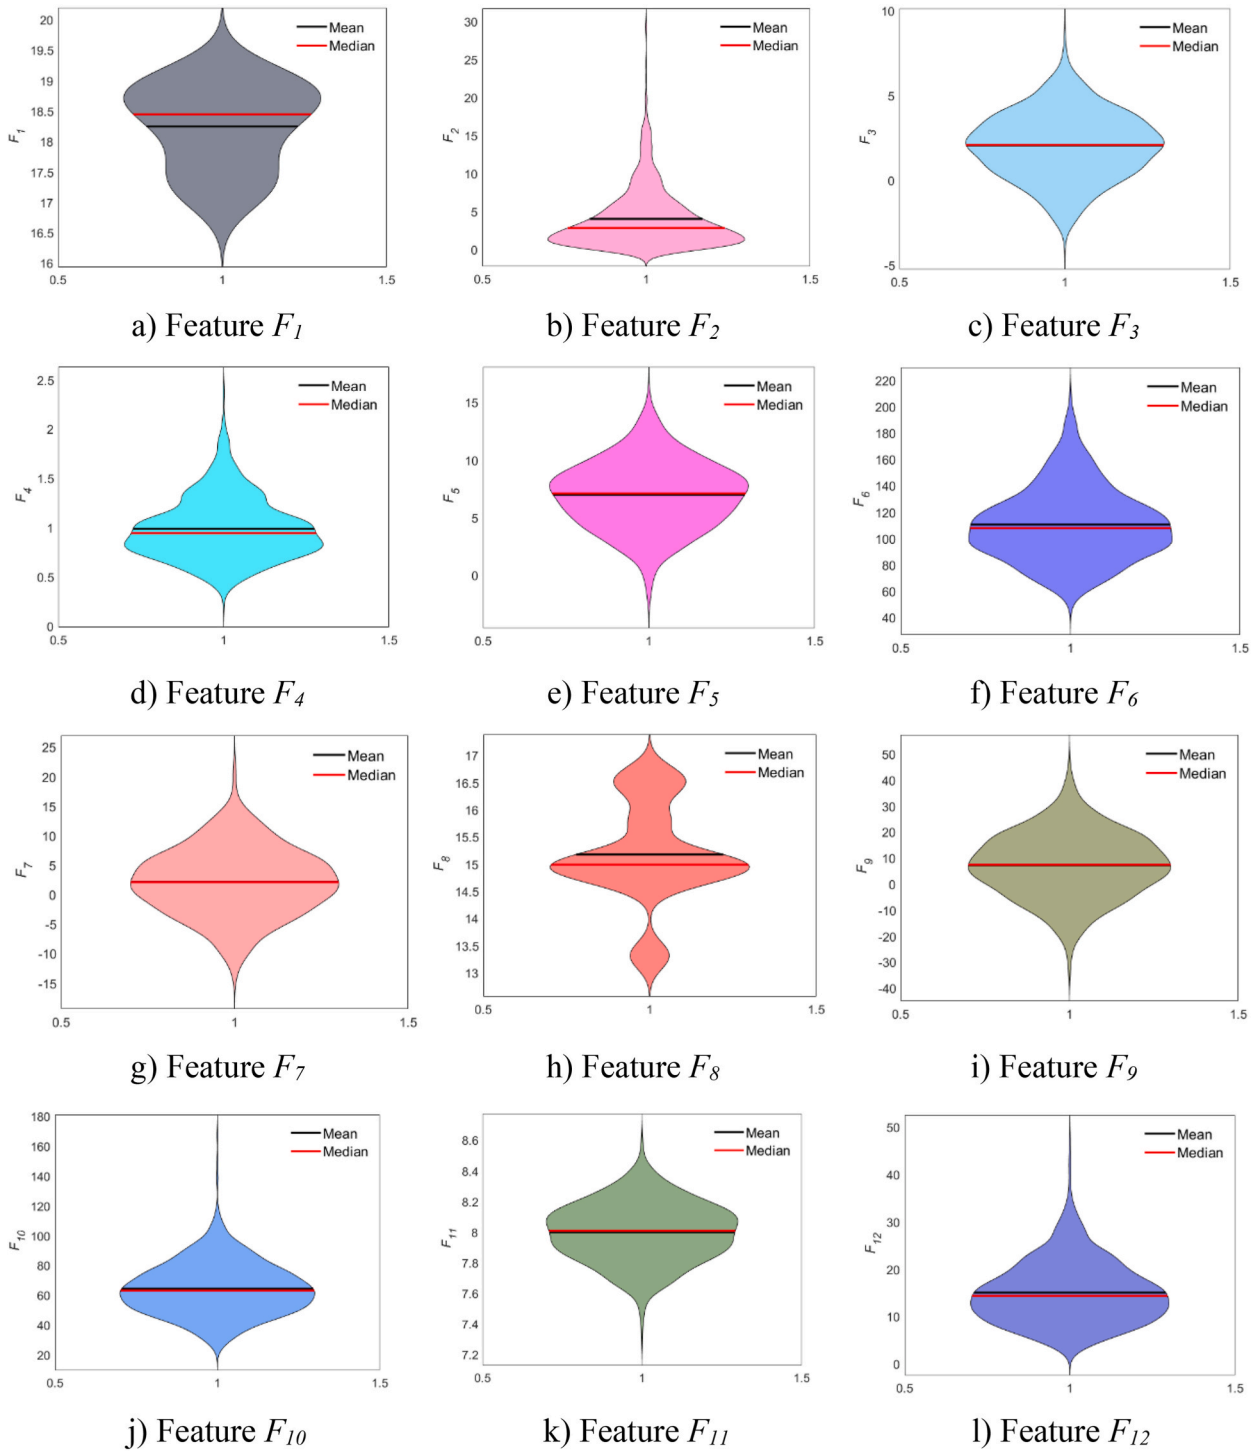 20
19.5
19
18.5
18
17.5
17
16.5
16
F1
0.5
1
1.5
Mean
Median
a) Feature F1
30
25
20
15
10
5
0
F2
0.5
1
1.5
Mean
Median
b) Feature F2
10
5
0
-5
F3
0.5
1
1.5
Mean
Median
c) Feature F3
2.5
2
1.5
1
0.5
0
F4
0.5
1
1.5
Mean
Median
d) Feature F4
15
10
5
0
F5
0.5
1
1.5
Mean
Median
e) Feature F5
220
200
180
160
140
120
100
80
60
40
F6
0.5
1
1.5
Mean
Median
f) Feature F6
25
20
15
10
5
0
-5
-10
-15
F7
0.5
1
1.5
Mean
Median
g) Feature F7
17
16.5
16
15.5
15
14.5
14
13.5
13
F8
0.5
1
1.5
Mean
Median
h) Feature F8
50
40
30
20
10
0
-10
-20
-30
-40
F9
0.5
1
1.5
Mean
Median
i) Feature F9
180
160
140
120
100
80
60
40
20
F10
0.5
1
1.5
Mean
Median
j) Feature F10
8.6
8.4
8.2
8
7.8
7.6
7.4
7.2
F11
0.5
1
1.5
Mean
Median
k) Feature F11
50
40
30
20
10
0
F12
0.5
1
1.5
Mean
Median
l) Feature F12